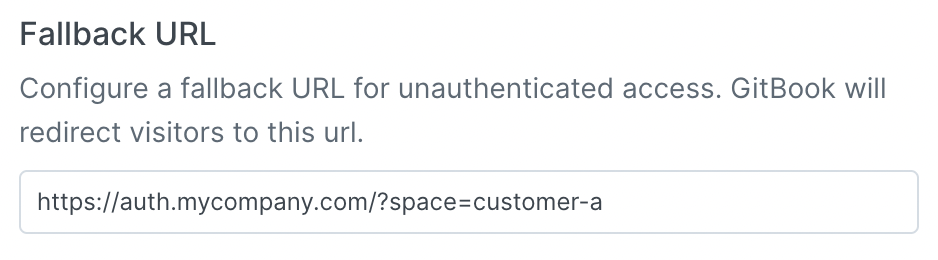 Fallback URL
Configure a fallback URL for unauthenticated access. GitBook will
redirect visitors to this url.
https://auth.mycompany.com/?space=customer-a